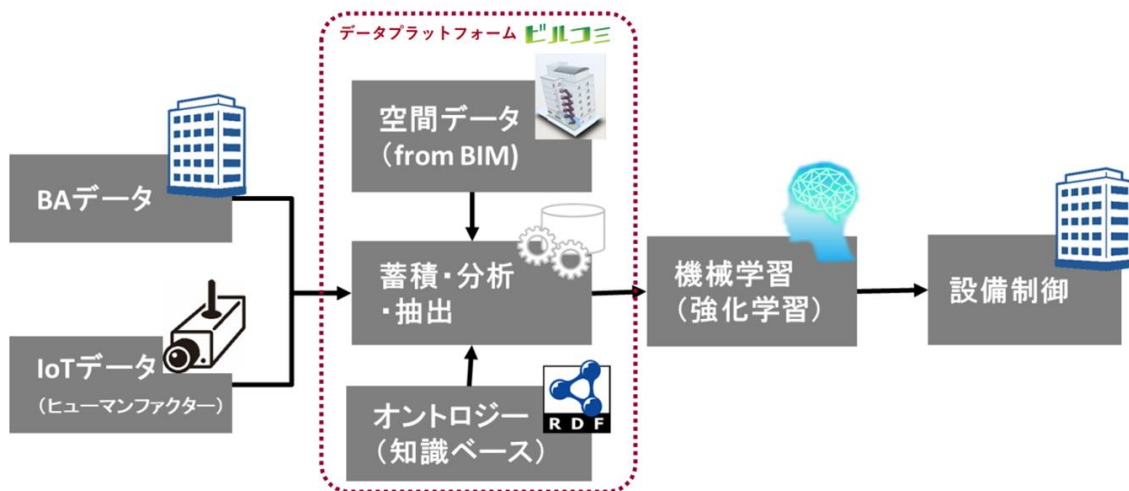 データプラットフォーム ビルコミ
空間データ
(from BIM)
BAデータ
蓄積・分析
・抽出
機械学習
(強化学習)
設備制御
IoTデータ
(ヒューマンファクター)
オントロジー
(知識ベース)
RDF